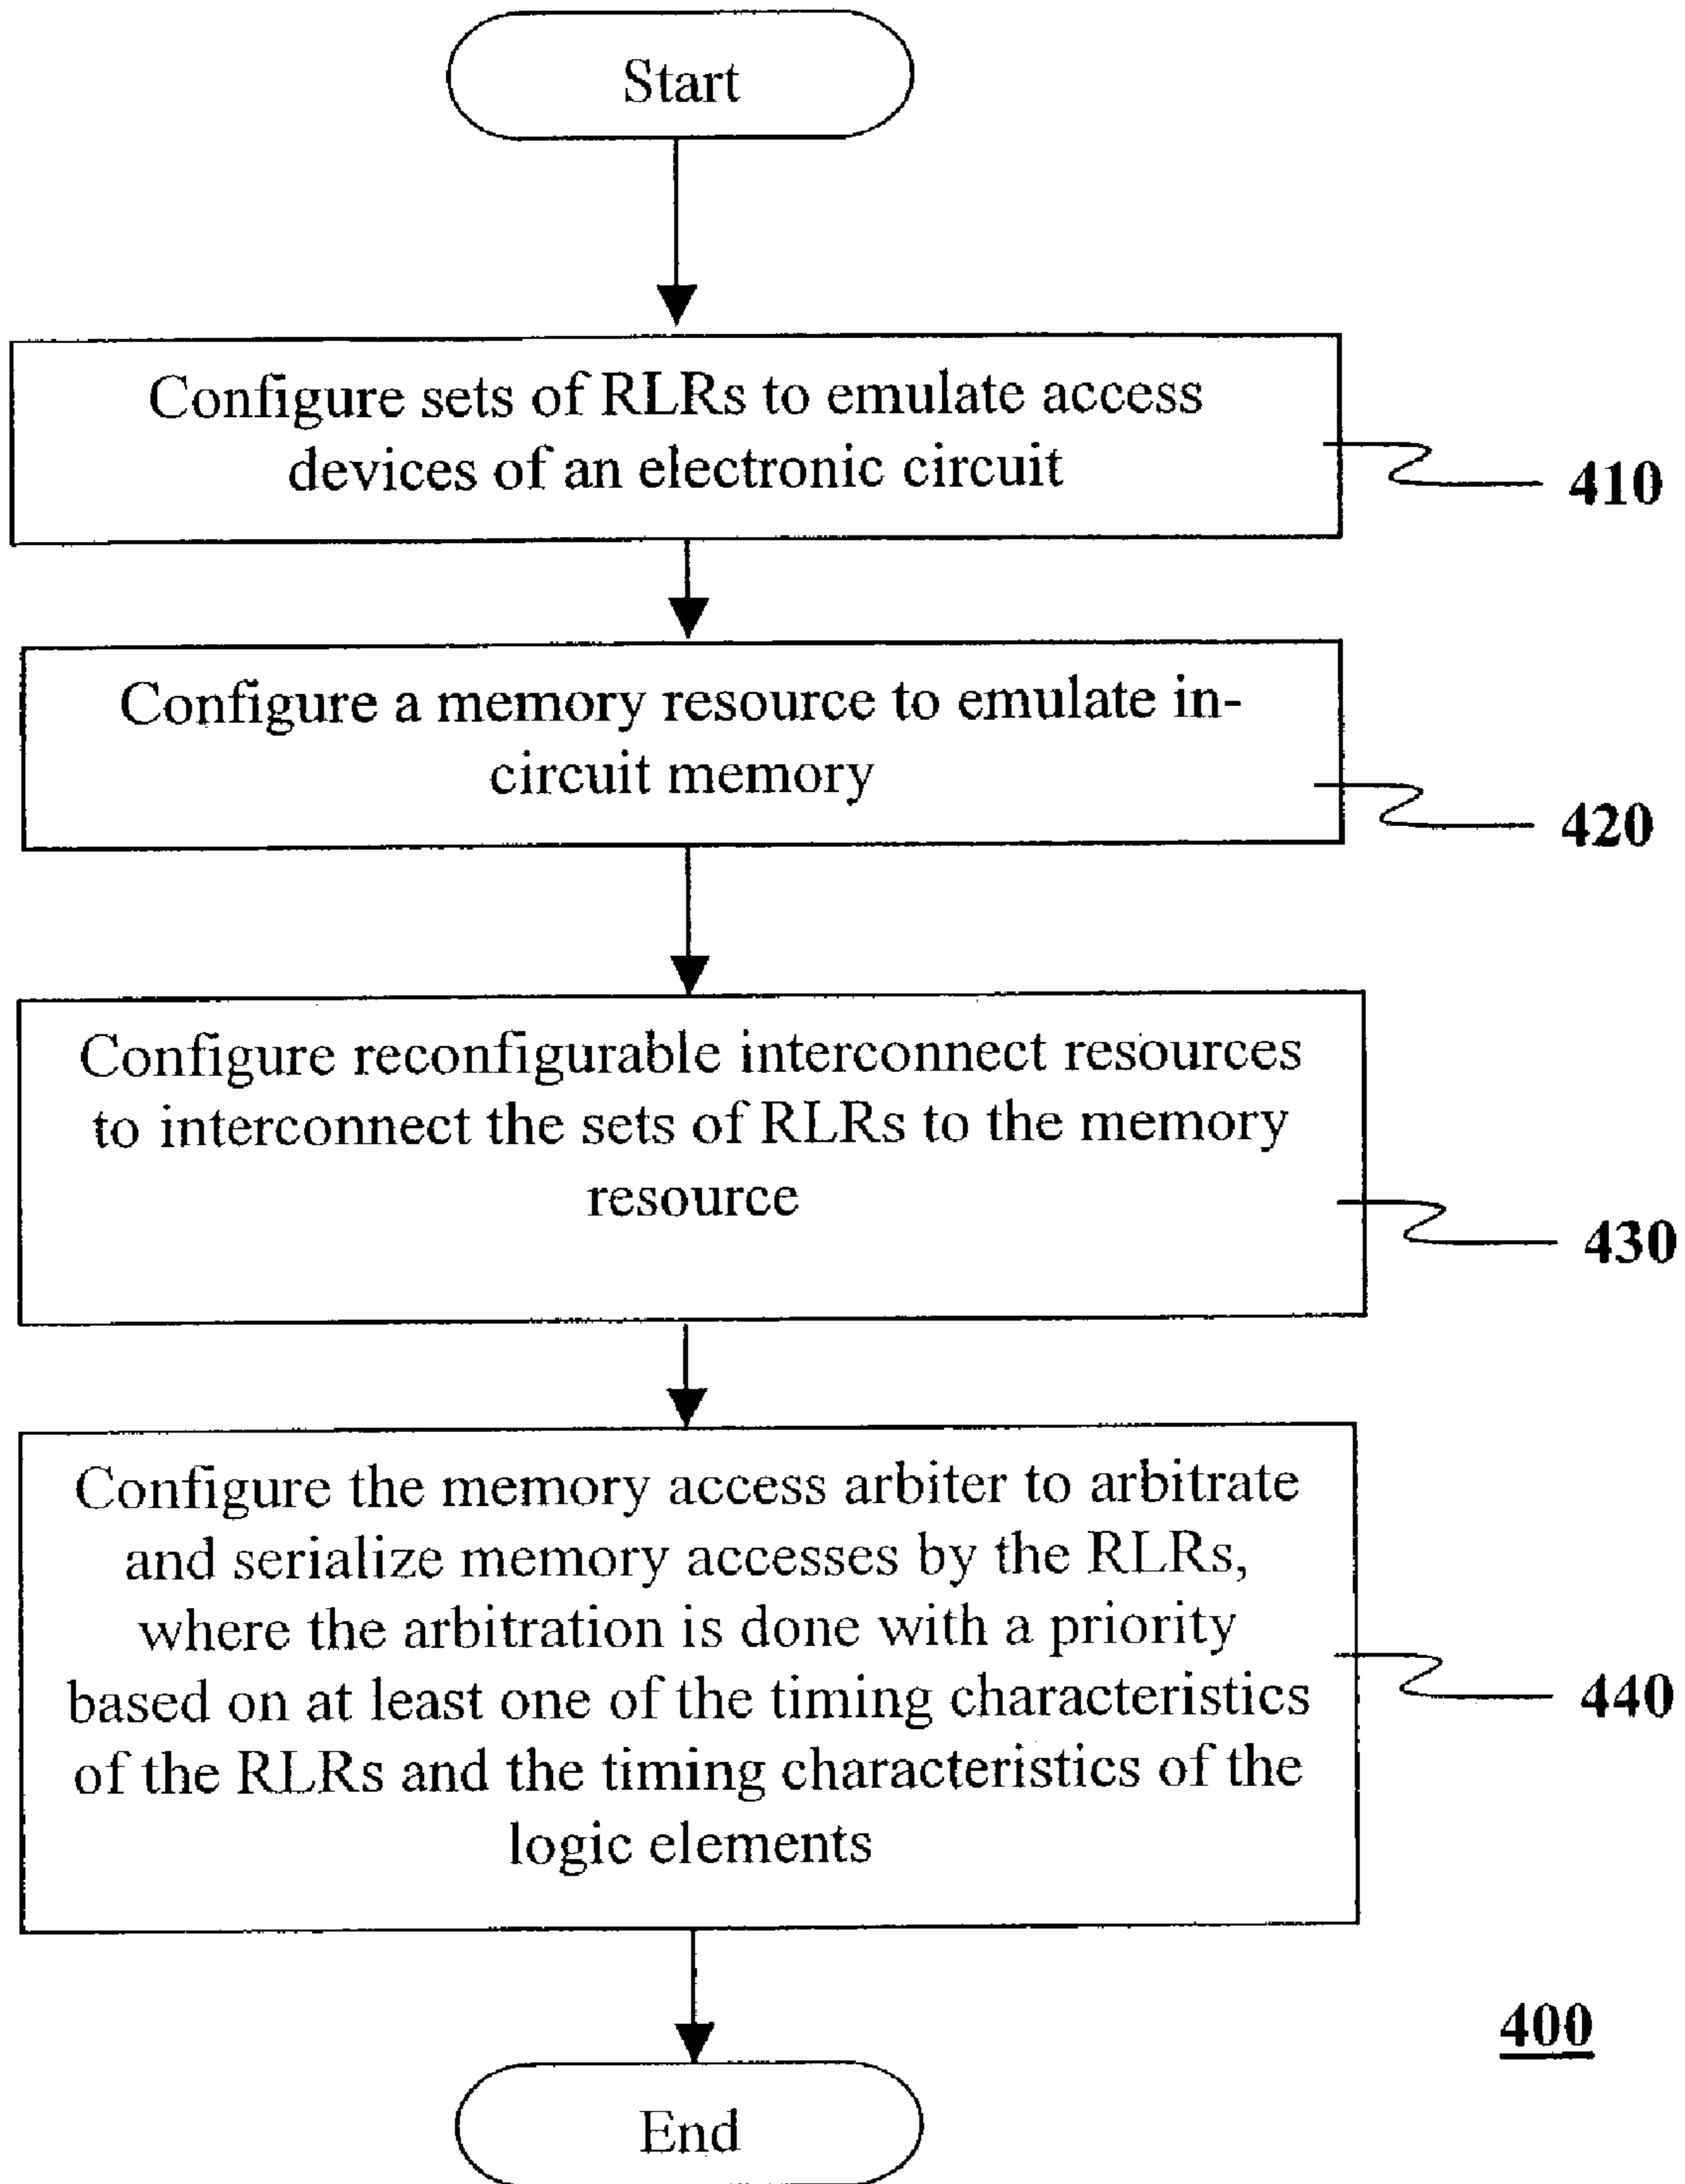 Start
Configure sets of RLRs to emulate access
devices of an electronic circuit
410
Configure a memory resource to emulate in-
circuit memory
420
Configure reconfigurable interconnect resources
to interconnect the sets of RLRs to the memory
resource
430
Configure the memory access arbiter to arbitrate
and serialize memory accesses by the RLRs,
where the arbitration is done with a priority
based on at least one of the timing characteristics
of the RLRs and the timing characteristics of the
logic elements
440
400
End